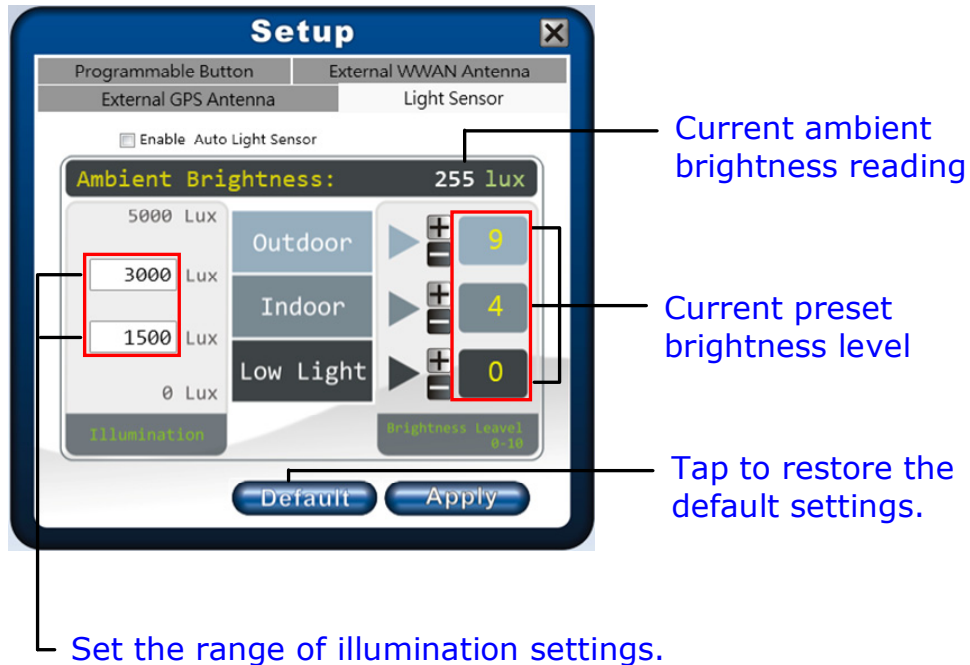 Setup
Programmable Button
External WWAN Antenna
External GPS Antenna
Light Sensor
Enable Auto Light Sensor
Ambient Brightness: 255 lux
5000 Lux
3000 Lux
1500 Lux
0 Lux
Illumination
Outdoor
Indoor
Low Light
+
−
9
+
−
4
+
−
0
Brightness Leavel
0-10
Default
Apply
Current ambient
brightness reading
Current preset
brightness level
Tap to restore the
default settings.
Set the range of illumination settings.